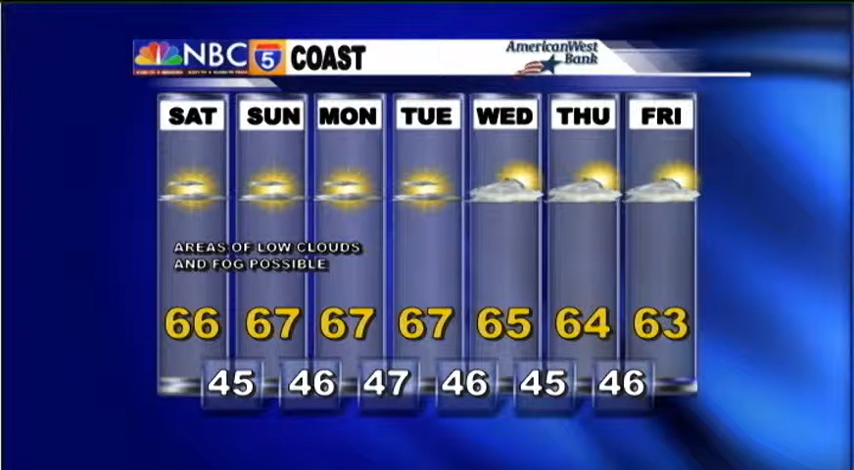 NBC 5 COAST
AmericanWest
Bank
SAT SUN MON TUE WED THU FRI
AREAS OF LOW CLOUDS
AND FOG POSSIBLE
66 67 67 67 65 64 63
45 46 47 46 45 46